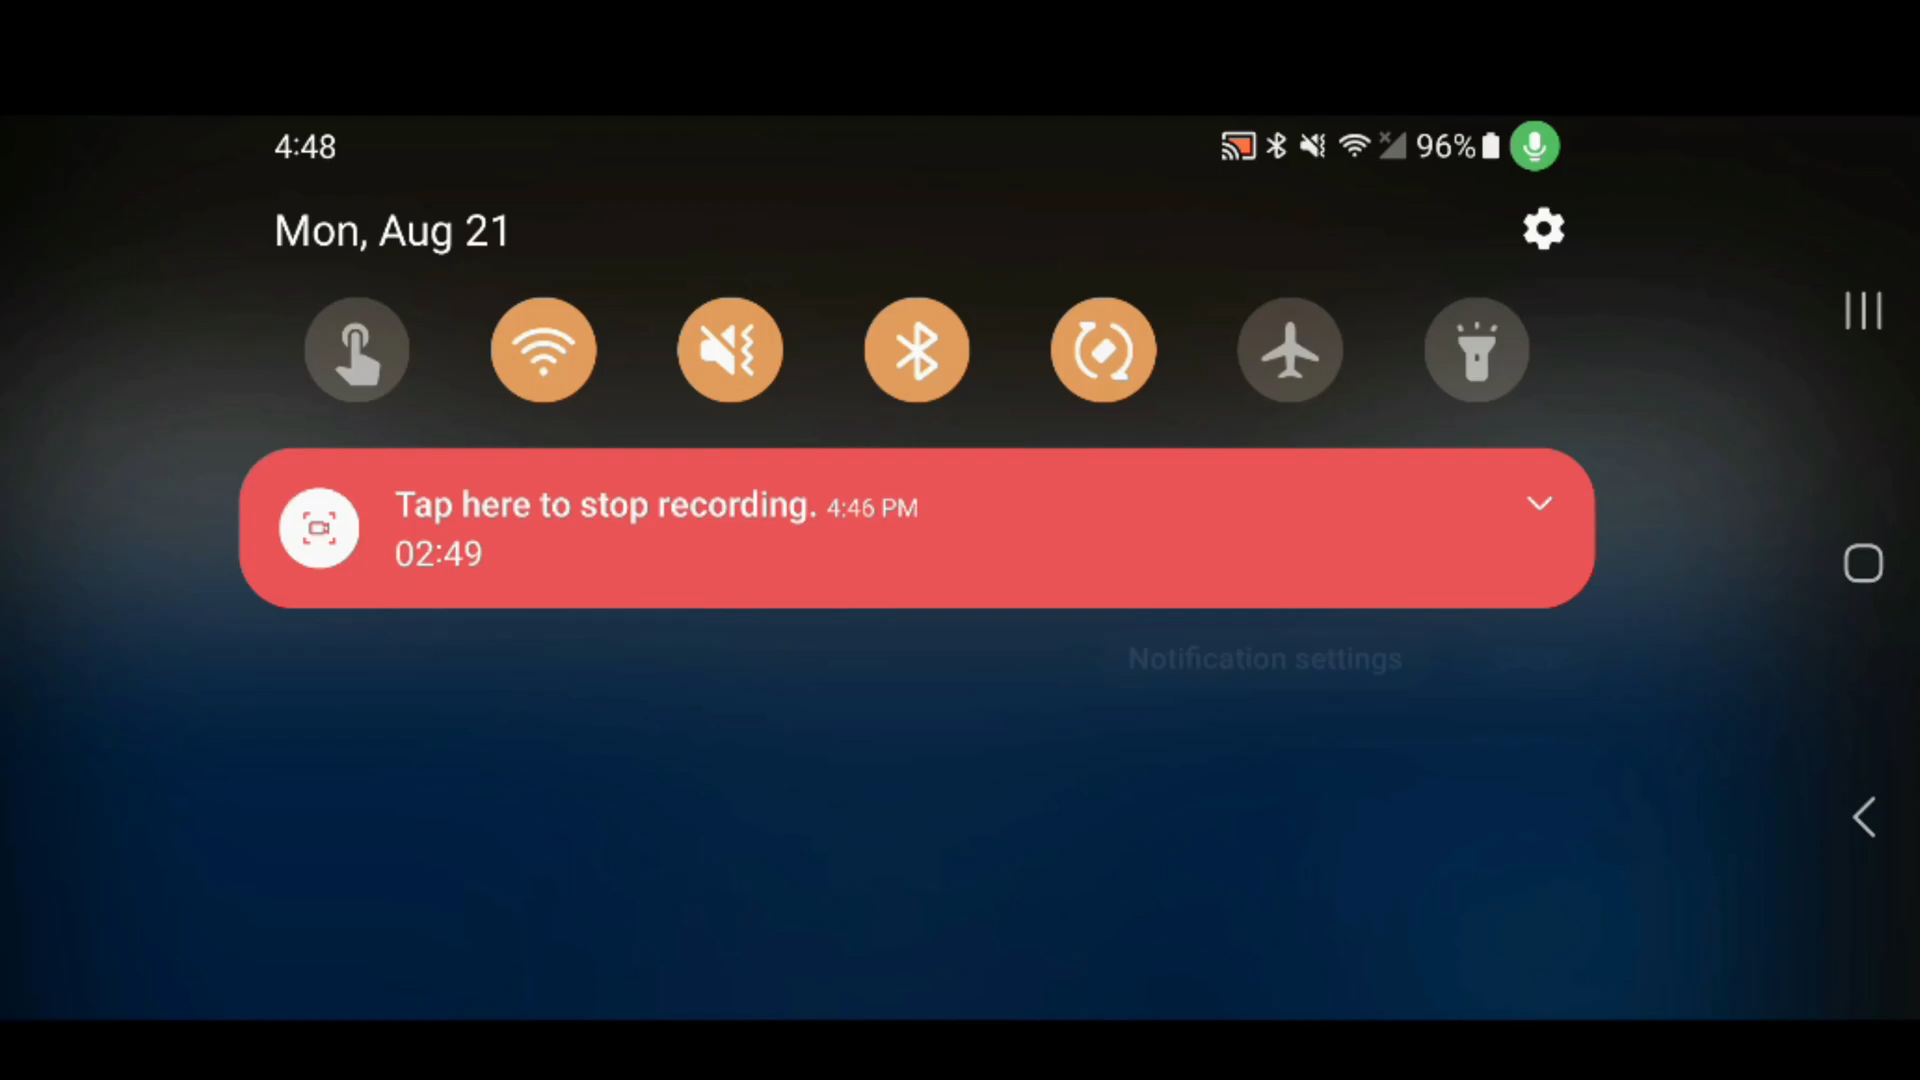 4:48
96%
Mon, Aug 21
Tap here to stop recording. 4:46 PM
02:49
Notification settings